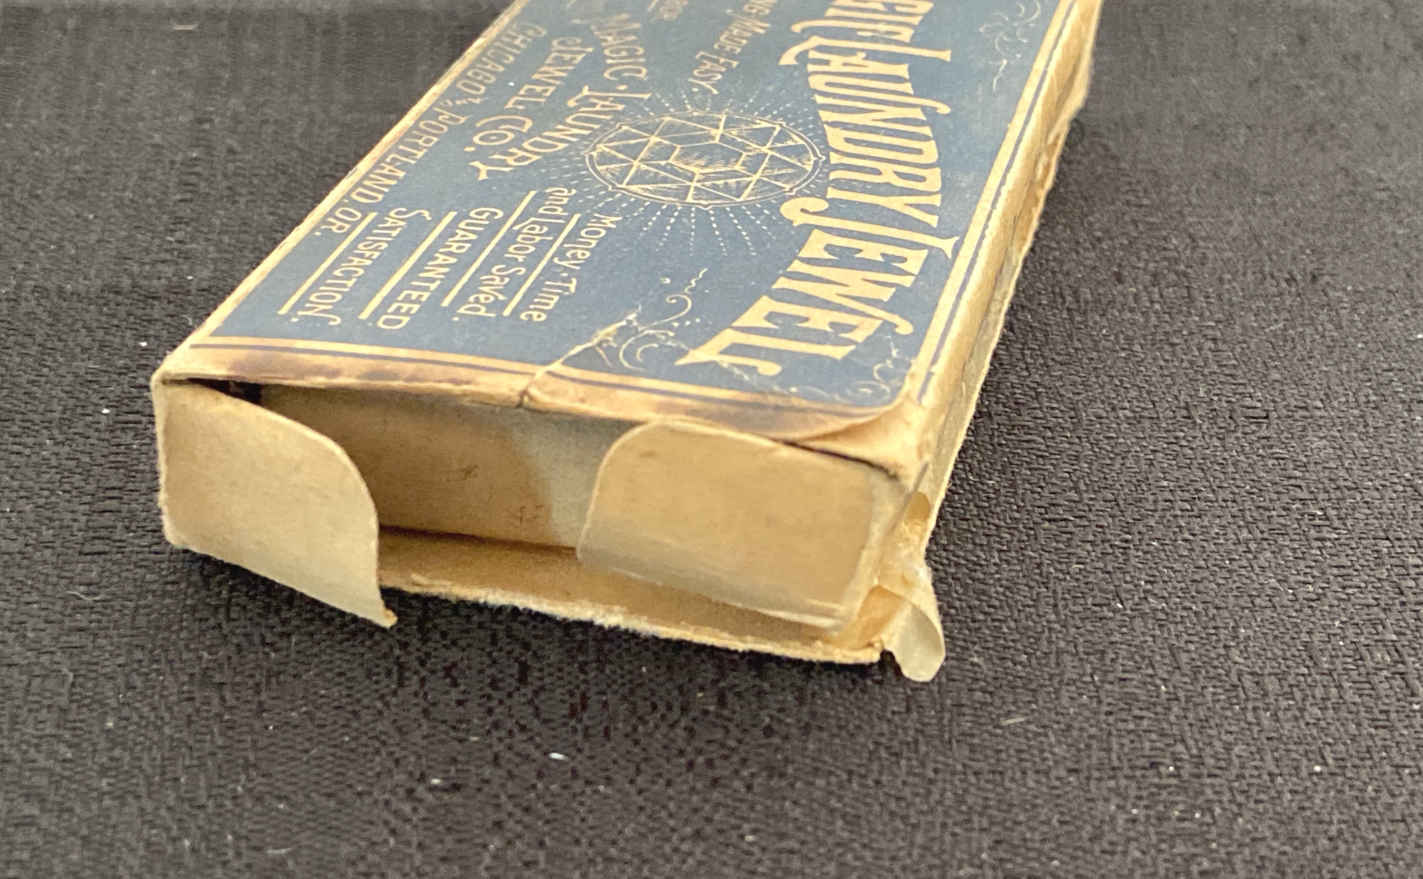 LAUNDRY JEWEL
MADE EASY.
MAGIC·LAUNDRY
JEWEL CO.
CHICAGO & PORTLAND, OR.
Money·Time
and Labor Saved.
GUARANTEED
SATISFACTION.